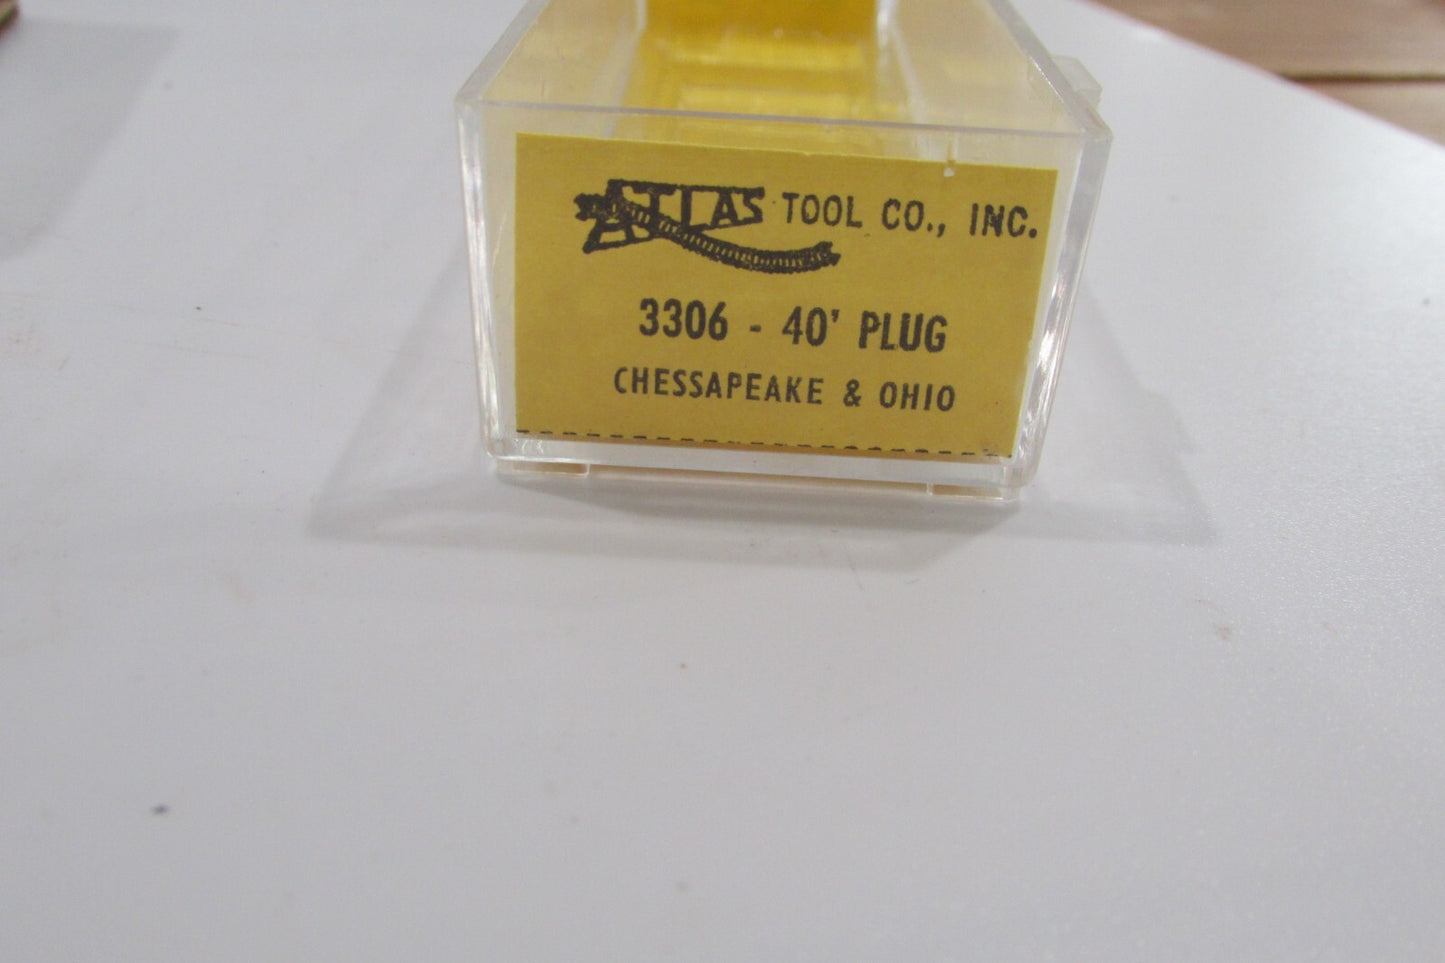 ATLAS TOOL CO., INC.
3306 - 40' PLUG
CHESSAPEAKE & OHIO